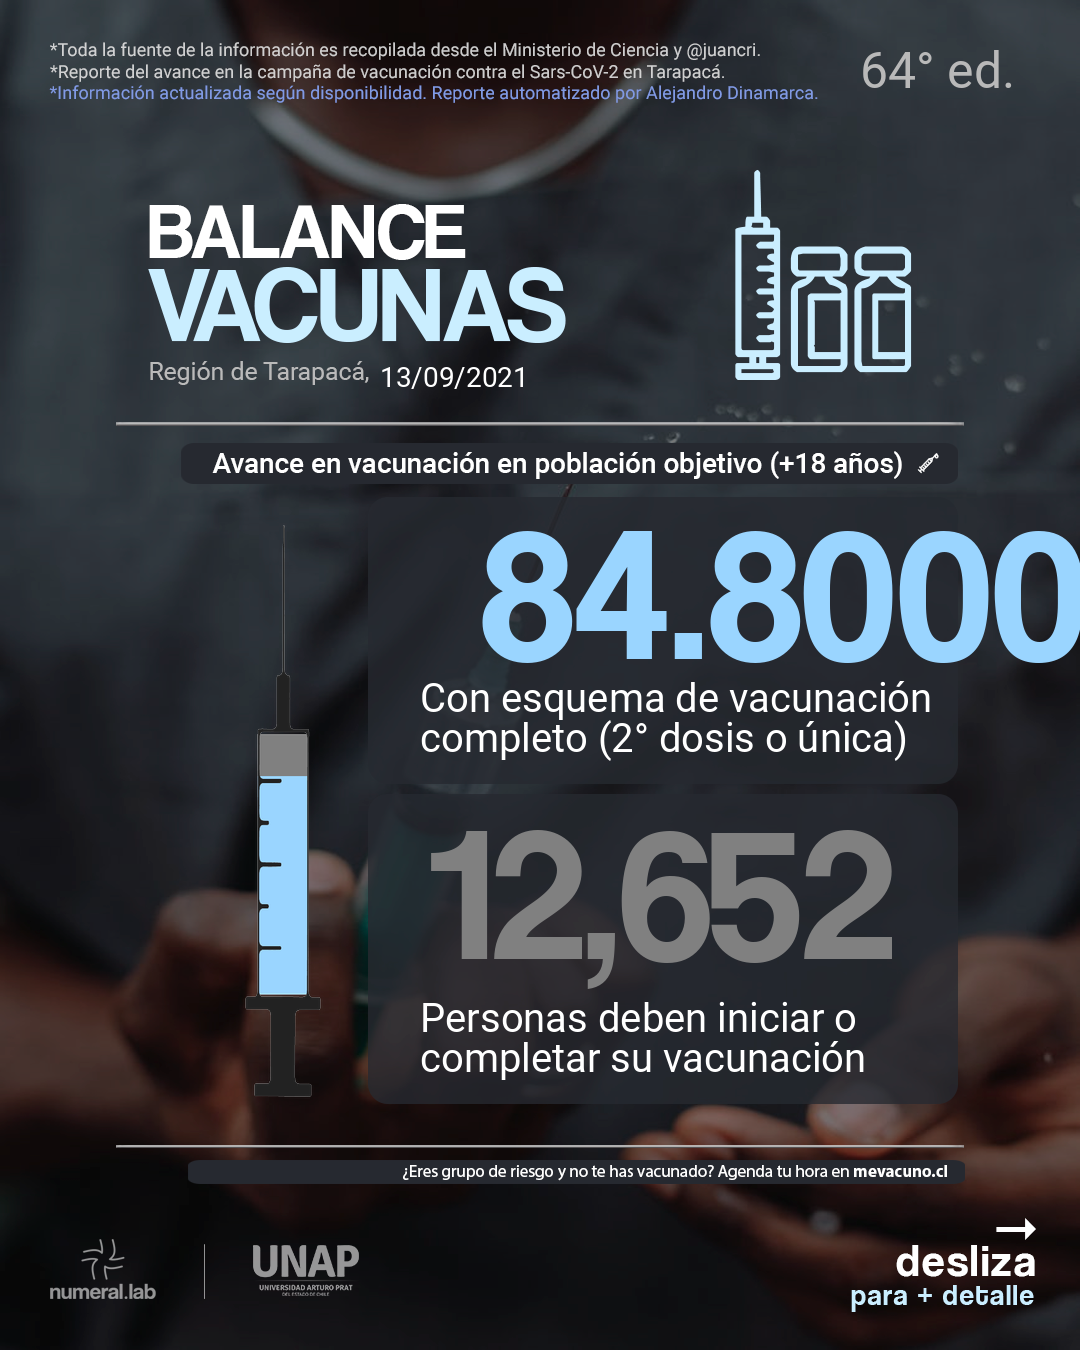 *Toda la fuente de la información es recopilada desde el Ministerio de Ciencia y @juancri.
*Reporte del avance en la campaña de vacunación contra el Sars-CoV-2 en Tarapacá.
*Información actualizada según disponibilidad. Reporte automatizado por Alejandro Dinamarca.
64° ed.
BALANCE
VACUNAS
Región de Tarapacá, 13/09/2021
Avance en vacunación en población objetivo (+18 años)
84.8000
Con esquema de vacunación
completo (2° dosis o única)
12,652
Personas deben iniciar o
completar su vacunación
¿Eres grupo de riesgo y no te has vacunado? Agenda tu hora en mevacuno.cl
numeral.lab
UNAP
UNIVERSIDAD ARTURO PRAT
DEL ESTADO DE CHILE
desliza
para + detalle